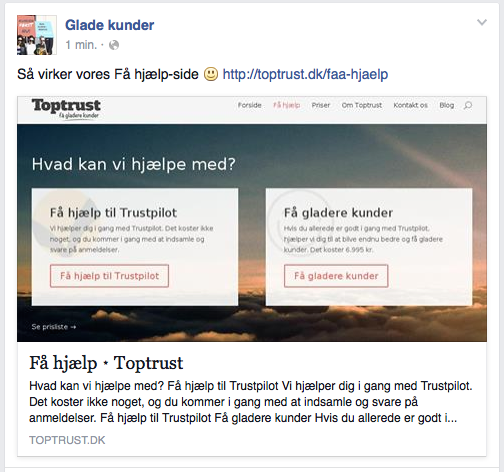 Glade kunder
1 min. ·
Så virker vores Få hjælp-side 🙂 http://toptrust.dk/faa-hjaelp
Toptrust
få gladere kunder
Forside Få hjælp Priser Om Toptrust Kontakt os Blog
Hvad kan vi hjælpe med?
Få hjælp til Trustpilot
Vi hjælper dig i gang med Trustpilot. Det koster ikke
noget, og du kommer i gang med at indsamle og
svare på anmeldelser.
Få hjælp til Trustpilot
Få gladere kunder
Hvis du allerede er godt i gang med Trustpilot,
hjælper vi dig til at blive endnu bedre og få gladere
kunder. Det koster 6.995 kr.
Få gladere kunder
Se prisliste →
Få hjælp • Toptrust
Hvad kan vi hjælpe med? Få hjælp til Trustpilot Vi hjælper dig i gang med Trustpilot.
Det koster ikke noget, og du kommer i gang med at indsamle og svare på
anmeldelser. Få hjælp til Trustpilot Få gladere kunder Hvis du allerede er godt i...
TOPTRUST.DK